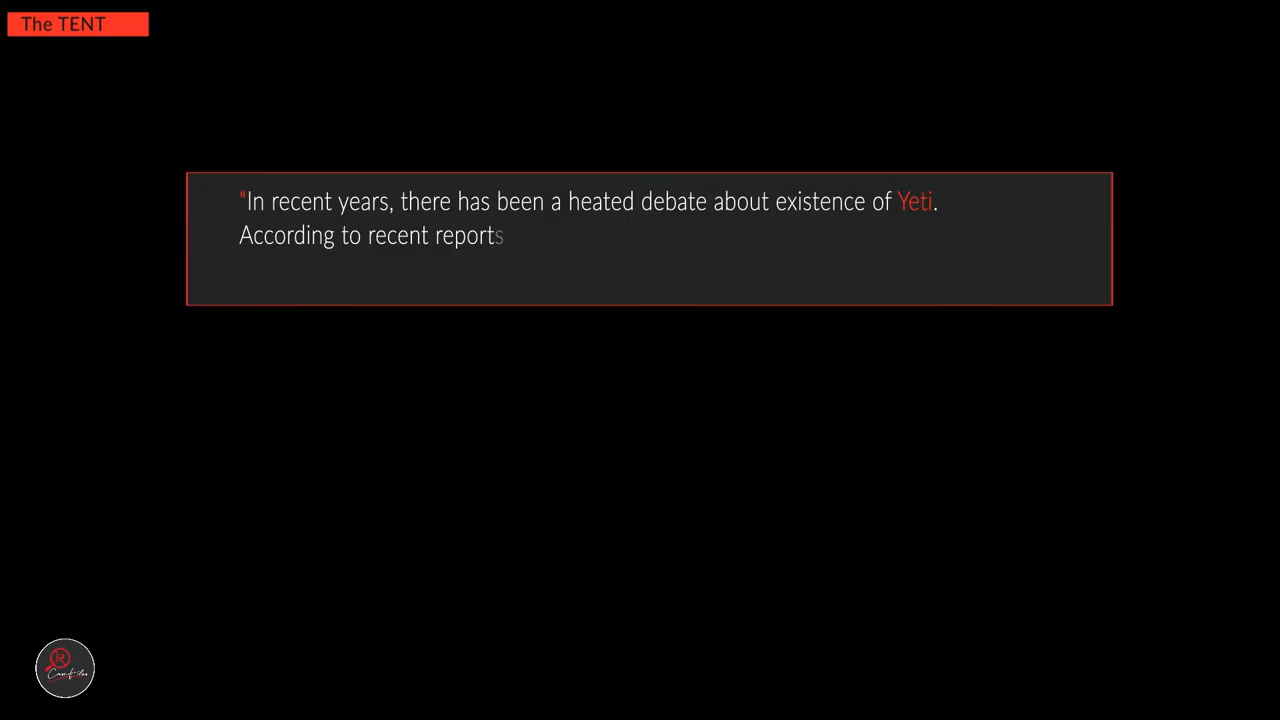 The TENT
“In recent years, there has been a heated debate about existence of Yeti.
According to recent reports